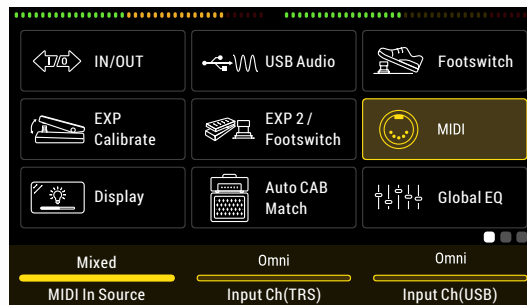 I/O IN/OUT
USB Audio
Footswitch
EXP
Calibrate
EXP 2 /
Footswitch
MIDI
Display
Auto CAB
Match
Global EQ
Mixed
Omni
Omni
MIDI In Source
Input Ch(TRS)
Input Ch(USB)